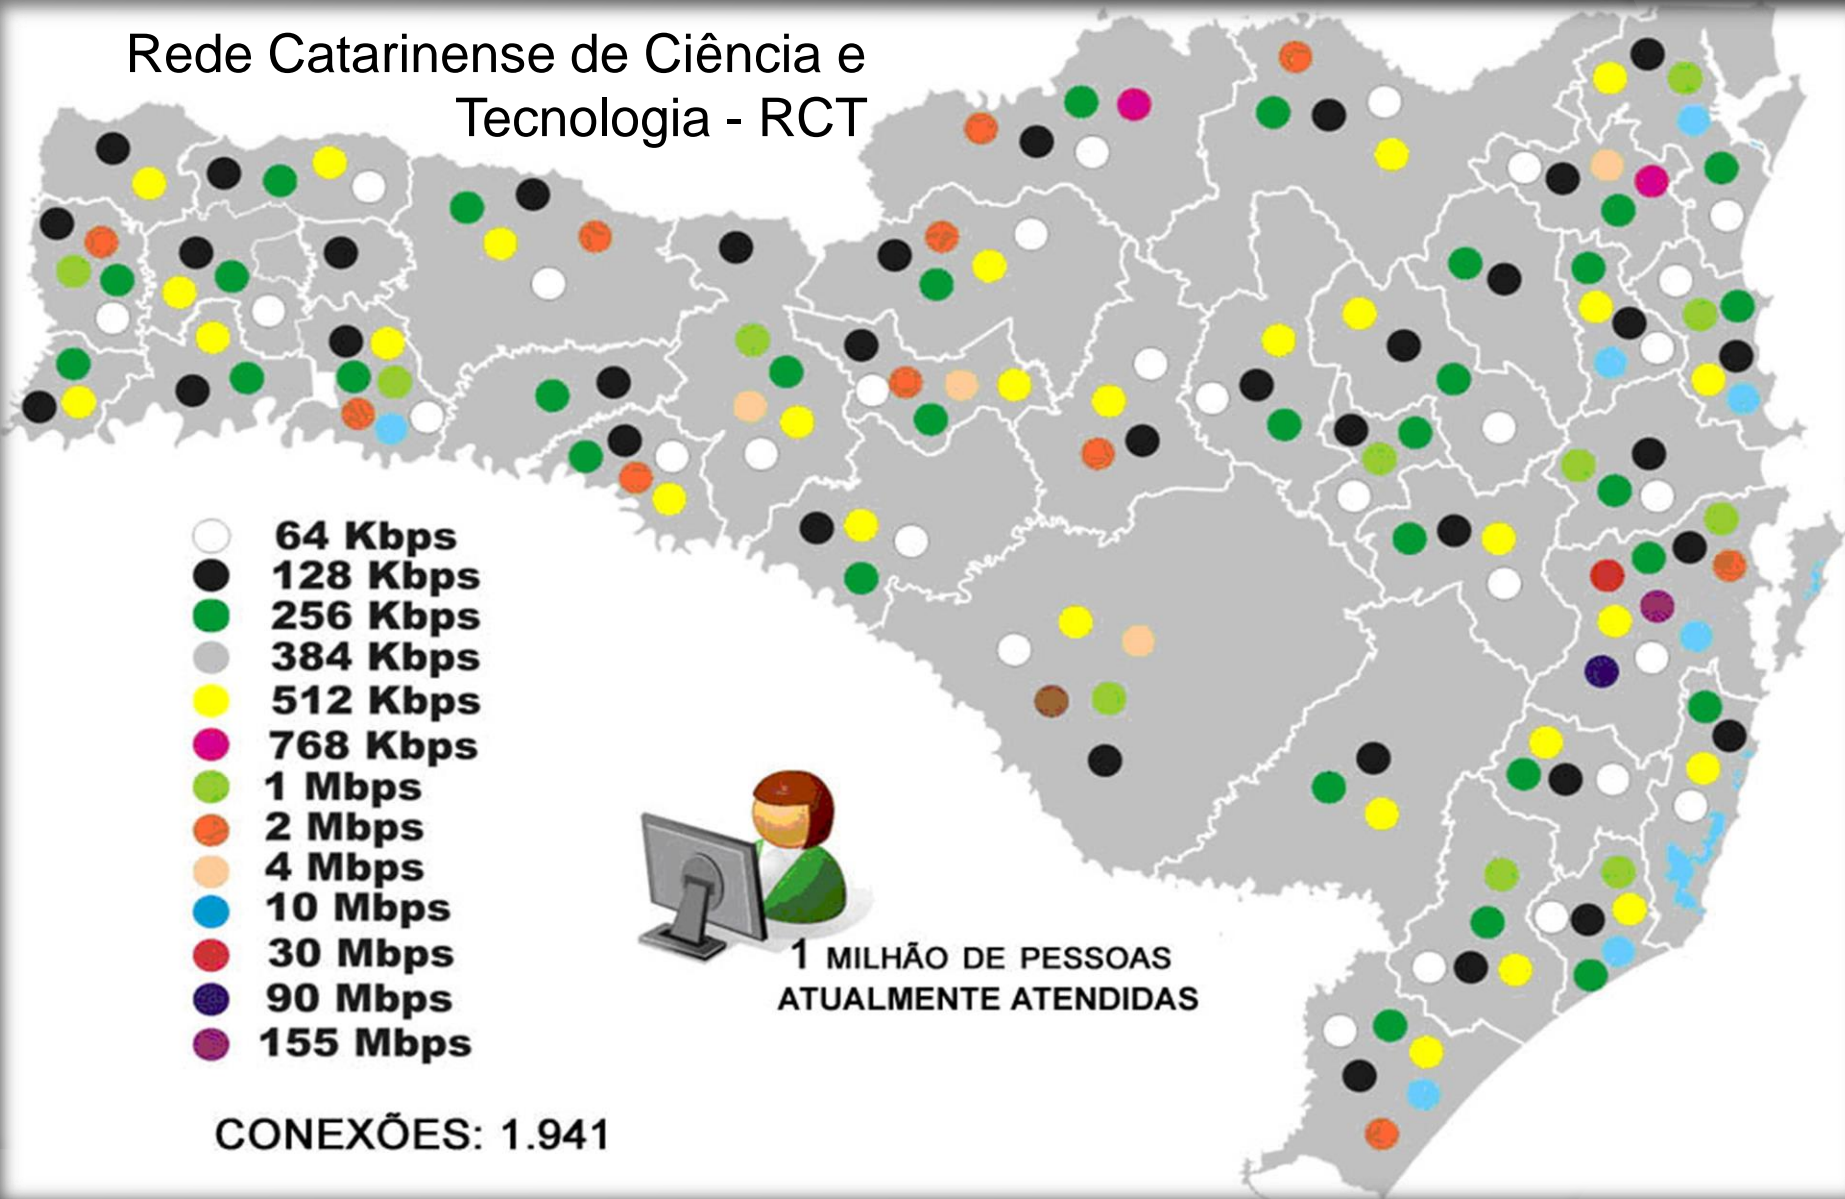 Rede Catarinense de Ciência e
Tecnologia - RCT
64 Kbps
128 Kbps
256 Kbps
384 Kbps
512 Kbps
768 Kbps
1 Mbps
2 Mbps
4 Mbps
10 Mbps
30 Mbps
90 Mbps
155 Mbps
1 MILHÃO DE PESSOAS
ATUALMENTE ATENDIDAS
CONEXÕES: 1.941